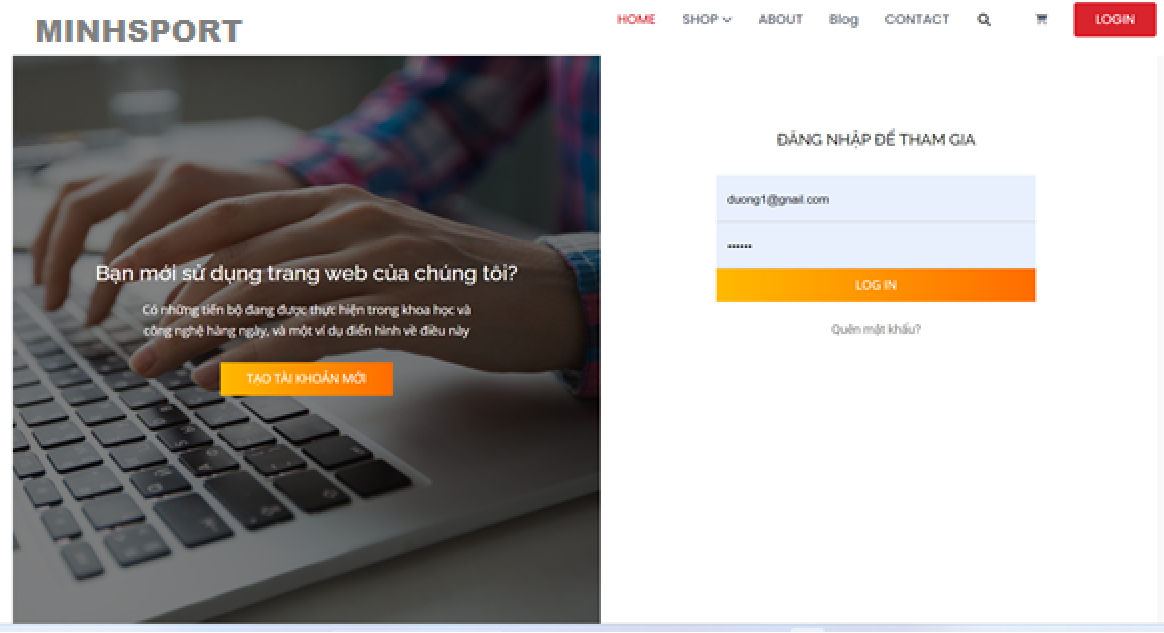 MINHSPORT
HOME SHOP ABOUT Blog CONTACT LOGIN
ĐĂNG NHẬP ĐỂ THAM GIA
duong1@gnail.com
LOG IN
Quên mật khẩu?
Bạn mới sử dụng trang web của chúng tôi?
Có những tiến bộ đang được thực hiện trong khoa học và
công nghệ hàng ngày, và một ví dụ điển hình về điều này
TẠO TÀI KHOẢN MỚI